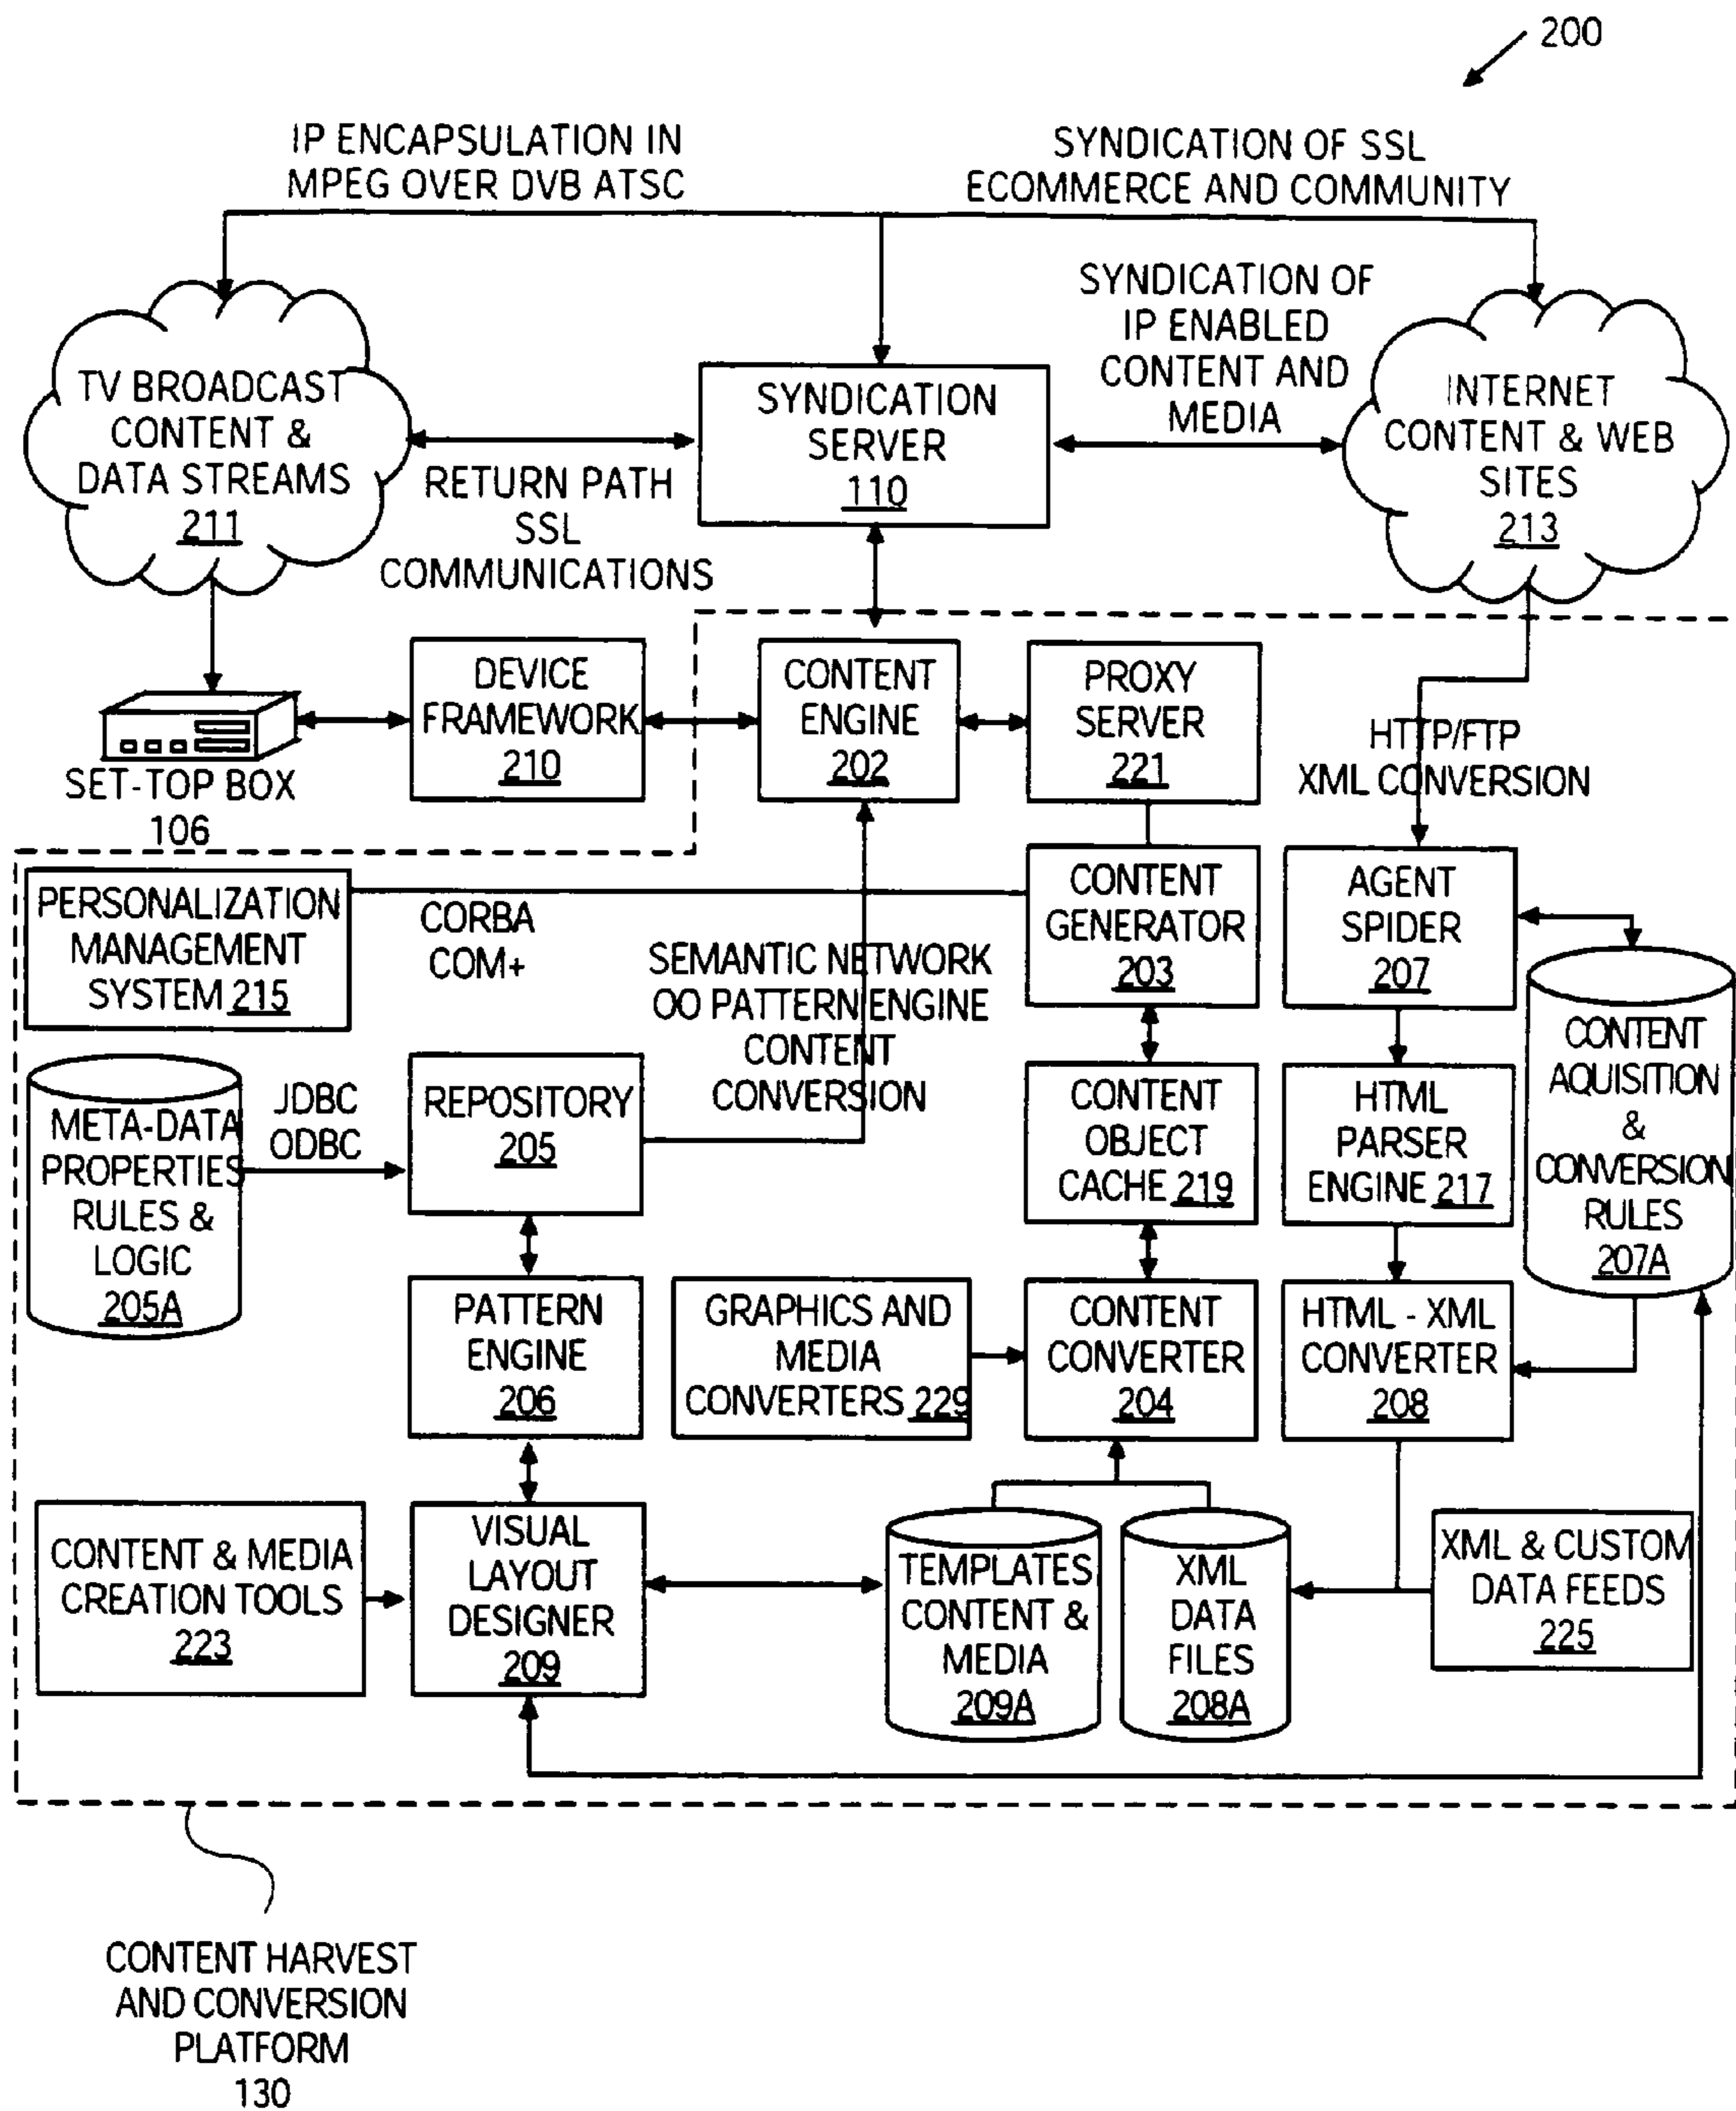 200
IP ENCAPSULATION IN
MPEG OVER DVB ATSC
SYNDICATION OF SSL
ECOMMERCE AND COMMUNITY
SYNDICATION OF
IP ENABLED
CONTENT AND
MEDIA
TV BROADCAST
CONTENT &
DATA STREAMS
211
SYNDICATION
SERVER
110
INTERNET
CONTENT & WEB
SITES
213
RETURN PATH
SSL
COMMUNICATIONS
SET-TOP BOX
106
DEVICE
FRAMEWORK
210
CONTENT
ENGINE
202
PROXY
SERVER
221
HTTP/FTP
XML CONVERSION
PERSONALIZATION
MANAGEMENT
SYSTEM 215
CORBA
COM+
SEMANTIC NETWORK
OO PATTERN ENGINE
CONTENT
CONVERSION
CONTENT
GENERATOR
203
AGENT
SPIDER
207
CONTENT
AQUISITION
&
CONVERSION
RULES
207A
META-DATA
PROPERTIES
RULES &
LOGIC
205A
JDBC
ODBC
REPOSITORY
205
CONTENT
OBJECT
CACHE 219
HTML
PARSER
ENGINE 217
PATTERN
ENGINE
206
GRAPHICS AND
MEDIA
CONVERTERS 229
CONTENT
CONVERTER
204
HTML - XML
CONVERTER
208
CONTENT & MEDIA
CREATION TOOLS
223
VISUAL
LAYOUT
DESIGNER
209
TEMPLATES
CONTENT &
MEDIA
209A
XML
DATA
FILES
208A
XML & CUSTOM
DATA FEEDS
225
CONTENT HARVEST
AND CONVERSION
PLATFORM
130